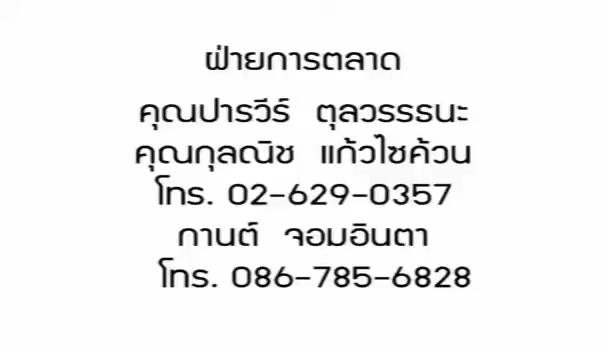 ฝ่ายการตลาด
คุณปารวีร์ ตุลวรรธนะ
คุณกุลณิช แก้วไซค้วน
โทร. 02-629-0357
กานต์ จอมอินตา
โทร. 086-785-6828